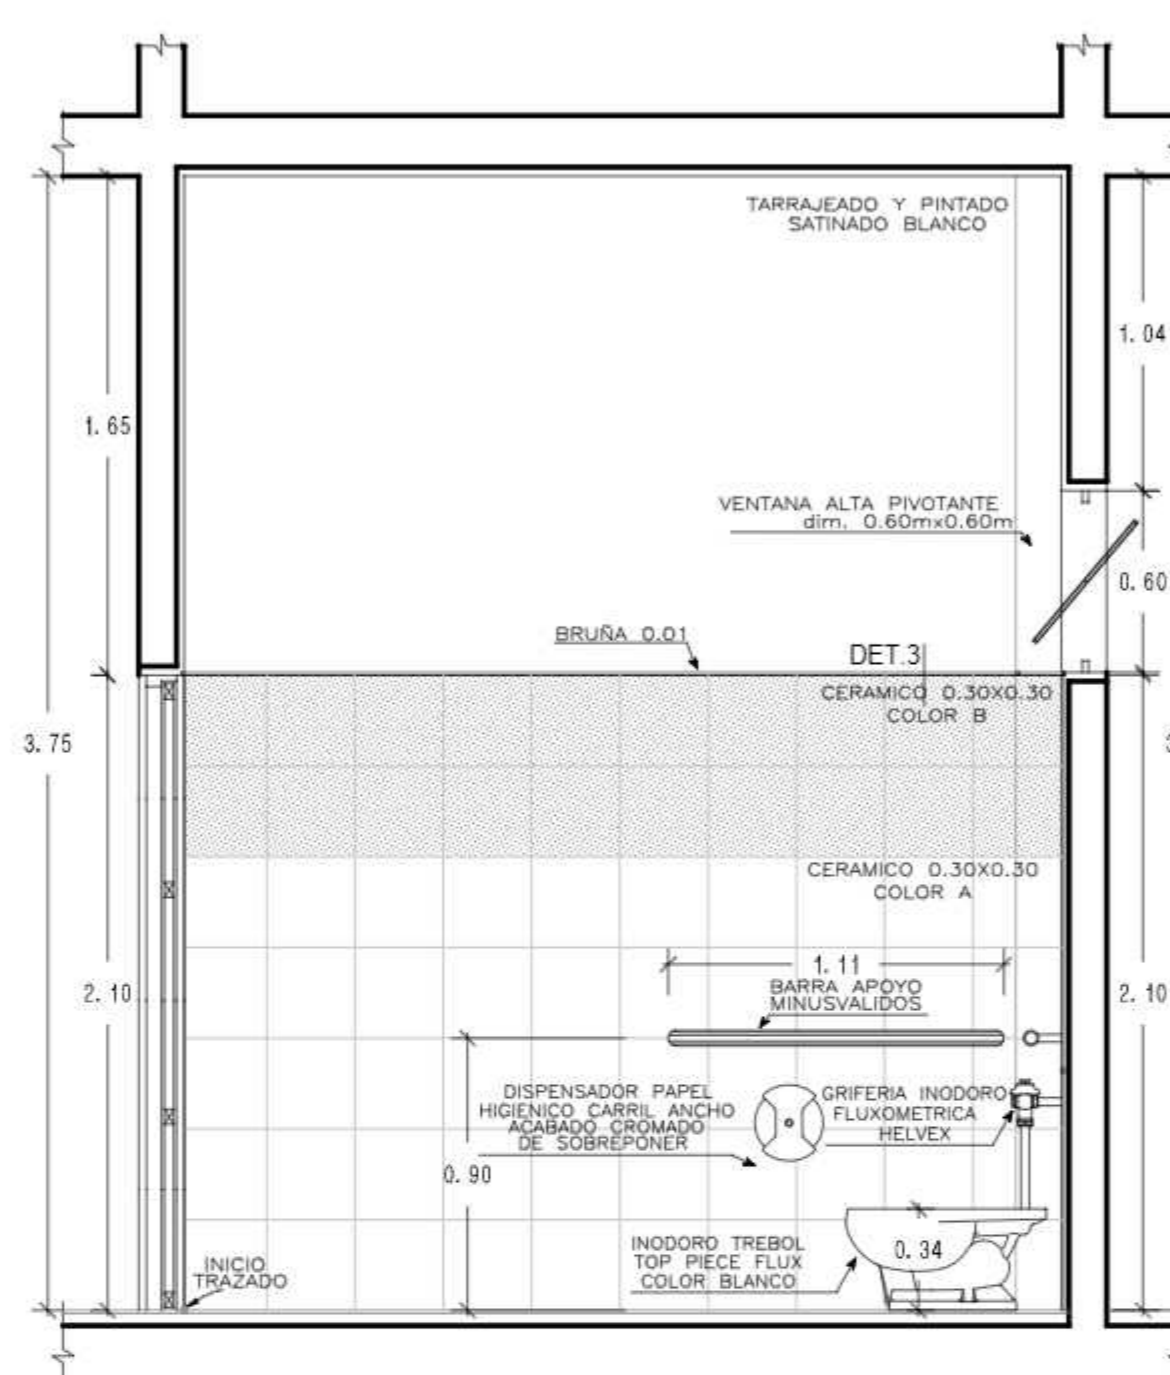 TARRAJEADO Y PINTADO
SATINADO BLANCO
1.04
1.65
VENTANA ALTA PIVOTANTE
dim. 0.60mx0.60m
0.60
BRUÑA 0.01
DET.3
CERAMICO 0.30X0.30
COLOR B
3.75
CERAMICO 0.30X0.30
COLOR A
1.11
BARRA APOYO
MINUSVALIDOS
2.10
2.10
DISPENSADOR PAPEL
HIGIENICO CARRIL ANCHO
ACABADO CROMADO
DE SOBREPONER
GRIFERIA INODORO
FLUXOMETRICA
HELVEX
0.90
INODORO TREBOL
TOP PIECE FLUX
COLOR BLANCO
0.34
INICIO
TRAZADO